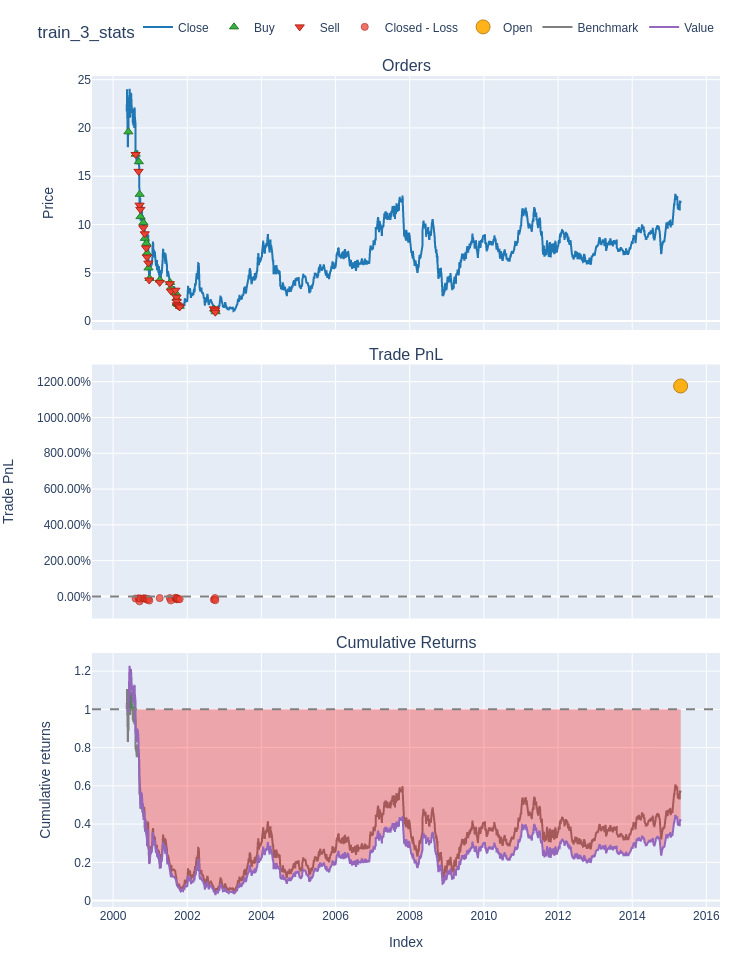 train_3_stats
Close Buy Sell Closed - Loss Open Benchmark Value
Orders
25
20
15
10
5
0
Price
Trade PnL
1200.00%
1000.00%
800.00%
600.00%
400.00%
200.00%
0.00%
Trade PnL
Cumulative Returns
1.2
1
0.8
0.6
0.4
0.2
0
Cumulative returns
2000 2002 2004 2006 2008 2010 2012 2014 2016
Index